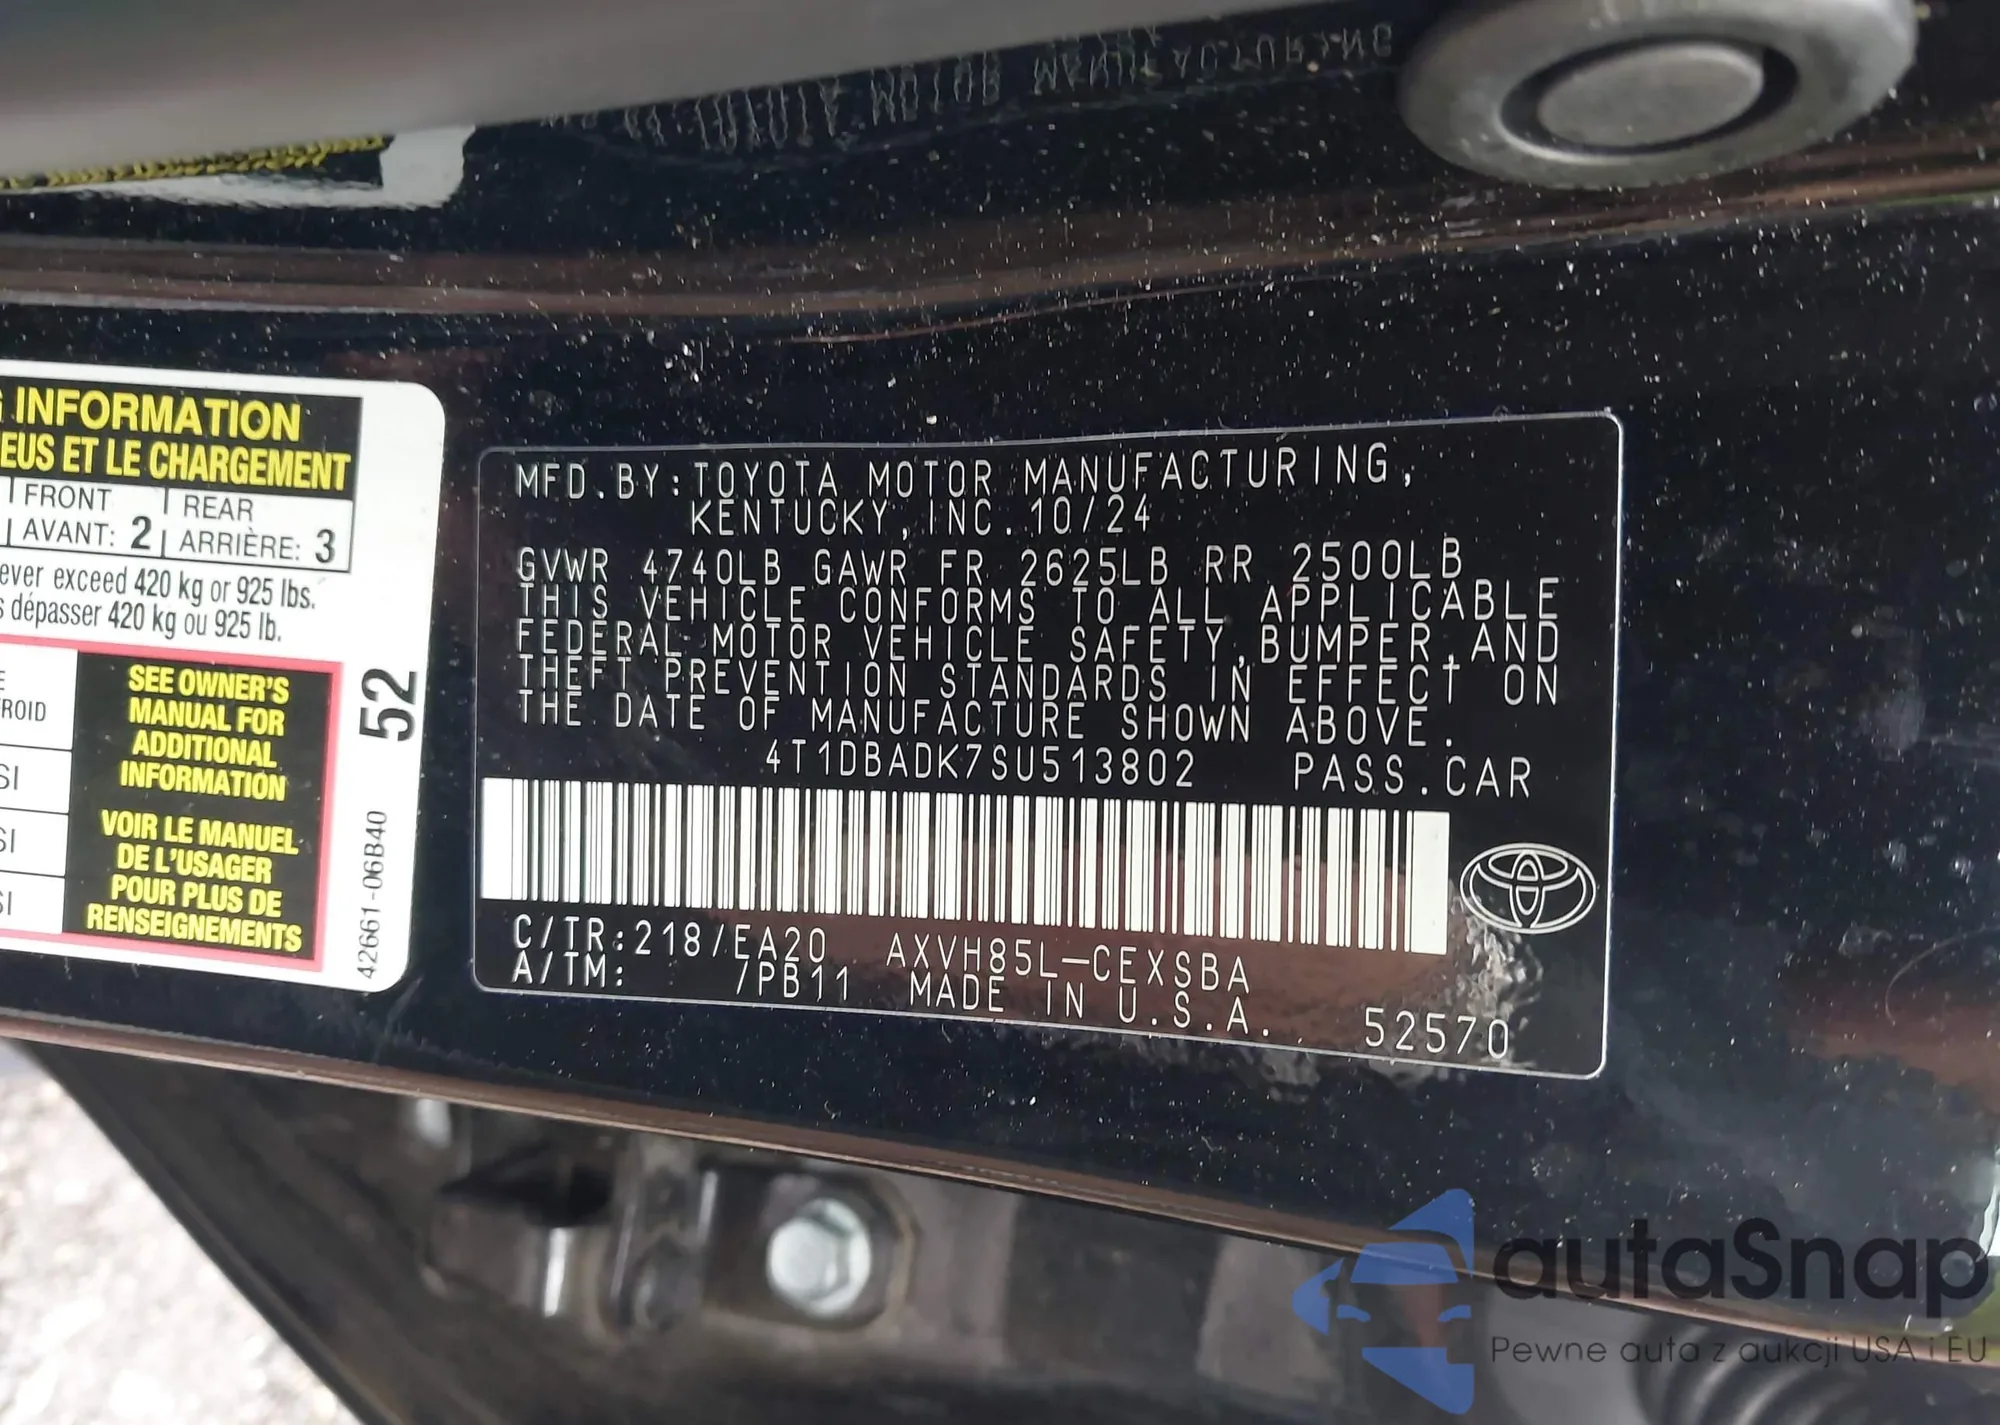 INFORMATION
EUS ET LE CHARGEMENT
FRONT REAR
AVANT: 2 ARRIÈRE: 3
ever exceed 420 kg or 925 lbs.
dépasser 420 kg ou 925 lb.
ROID
SI
SI
SI
SEE OWNER'S
MANUAL FOR
ADDITIONAL
INFORMATION
VOIR LE MANUEL
DE L'USAGER
POUR PLUS DE
RENSEIGNEMENTS
52
42661-06B40
MFD.BY:TOYOTA MOTOR MANUFACTURING,
KENTUCKY,INC.10/24
GVWR 4740LB GAWR FR 2625LB RR 2500LB
THIS VEHICLE CONFORMS TO ALL APPLICABLE
FEDERAL MOTOR VEHICLE SAFETY,BUMPER,AND
THEFT PREVENTION STANDARDS IN EFFECT ON
THE DATE OF MANUFACTURE SHOWN ABOVE.
4T1DBADK7SU513802 PASS.CAR
C/TR:218/EA20 AXVH85L-CEXSBA
A/TM: /PB11 MADE IN U.S.A.
52570
autaSnap
Pewne auta z aukcji USA i EU